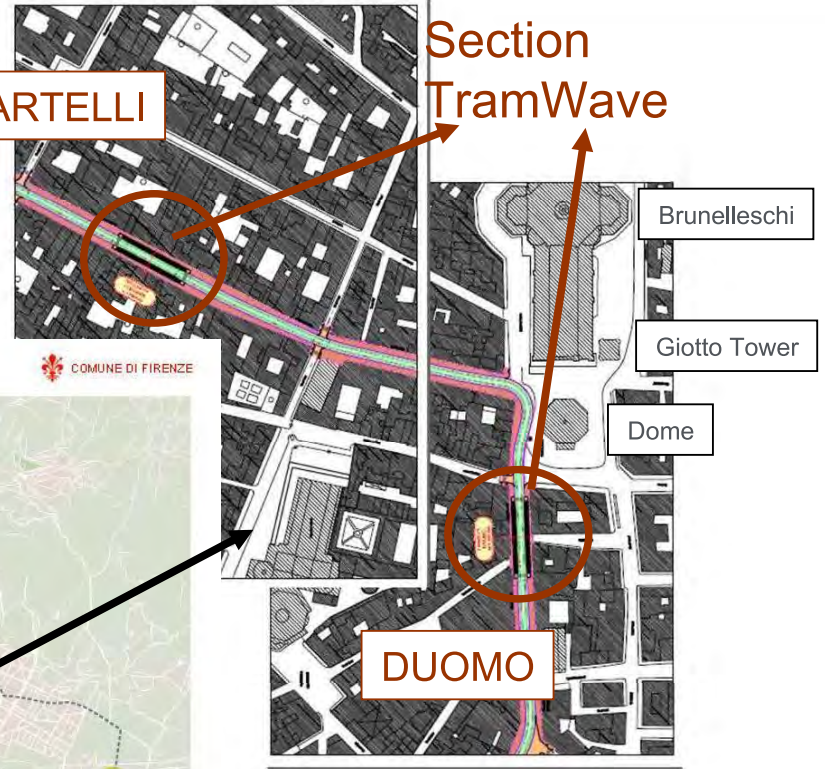 Section
TramWave
ARTELLI
Brunelleschi
Giotto Tower
COMUNE DI FIRENZE
Dome
DUOMO